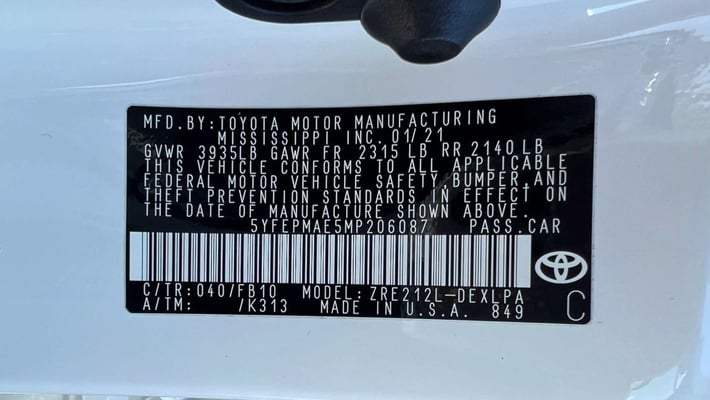 MFD.BY:TOYOTA MOTOR MANUFACTURING
MISSISSIPPI INC. 01/21
GVWR 3935LB GAWR FR 2315 LB RR 2140 LB
THIS VEHICLE CONFORMS TO ALL APPLICABLE
FEDERAL MOTOR VEHICLE SAFETY, BUMPER, AND
THEFT PREVENTION STANDARDS IN EFFECT ON
THE DATE OF MANUFACTURE SHOWN ABOVE.
5YFEPMAE5MP206087 PASS.CAR
C/TR: 040/FB10 MODEL: ZRE212L-DEXLPA
A/TM: /K313 MADE IN U.S.A. 849 C